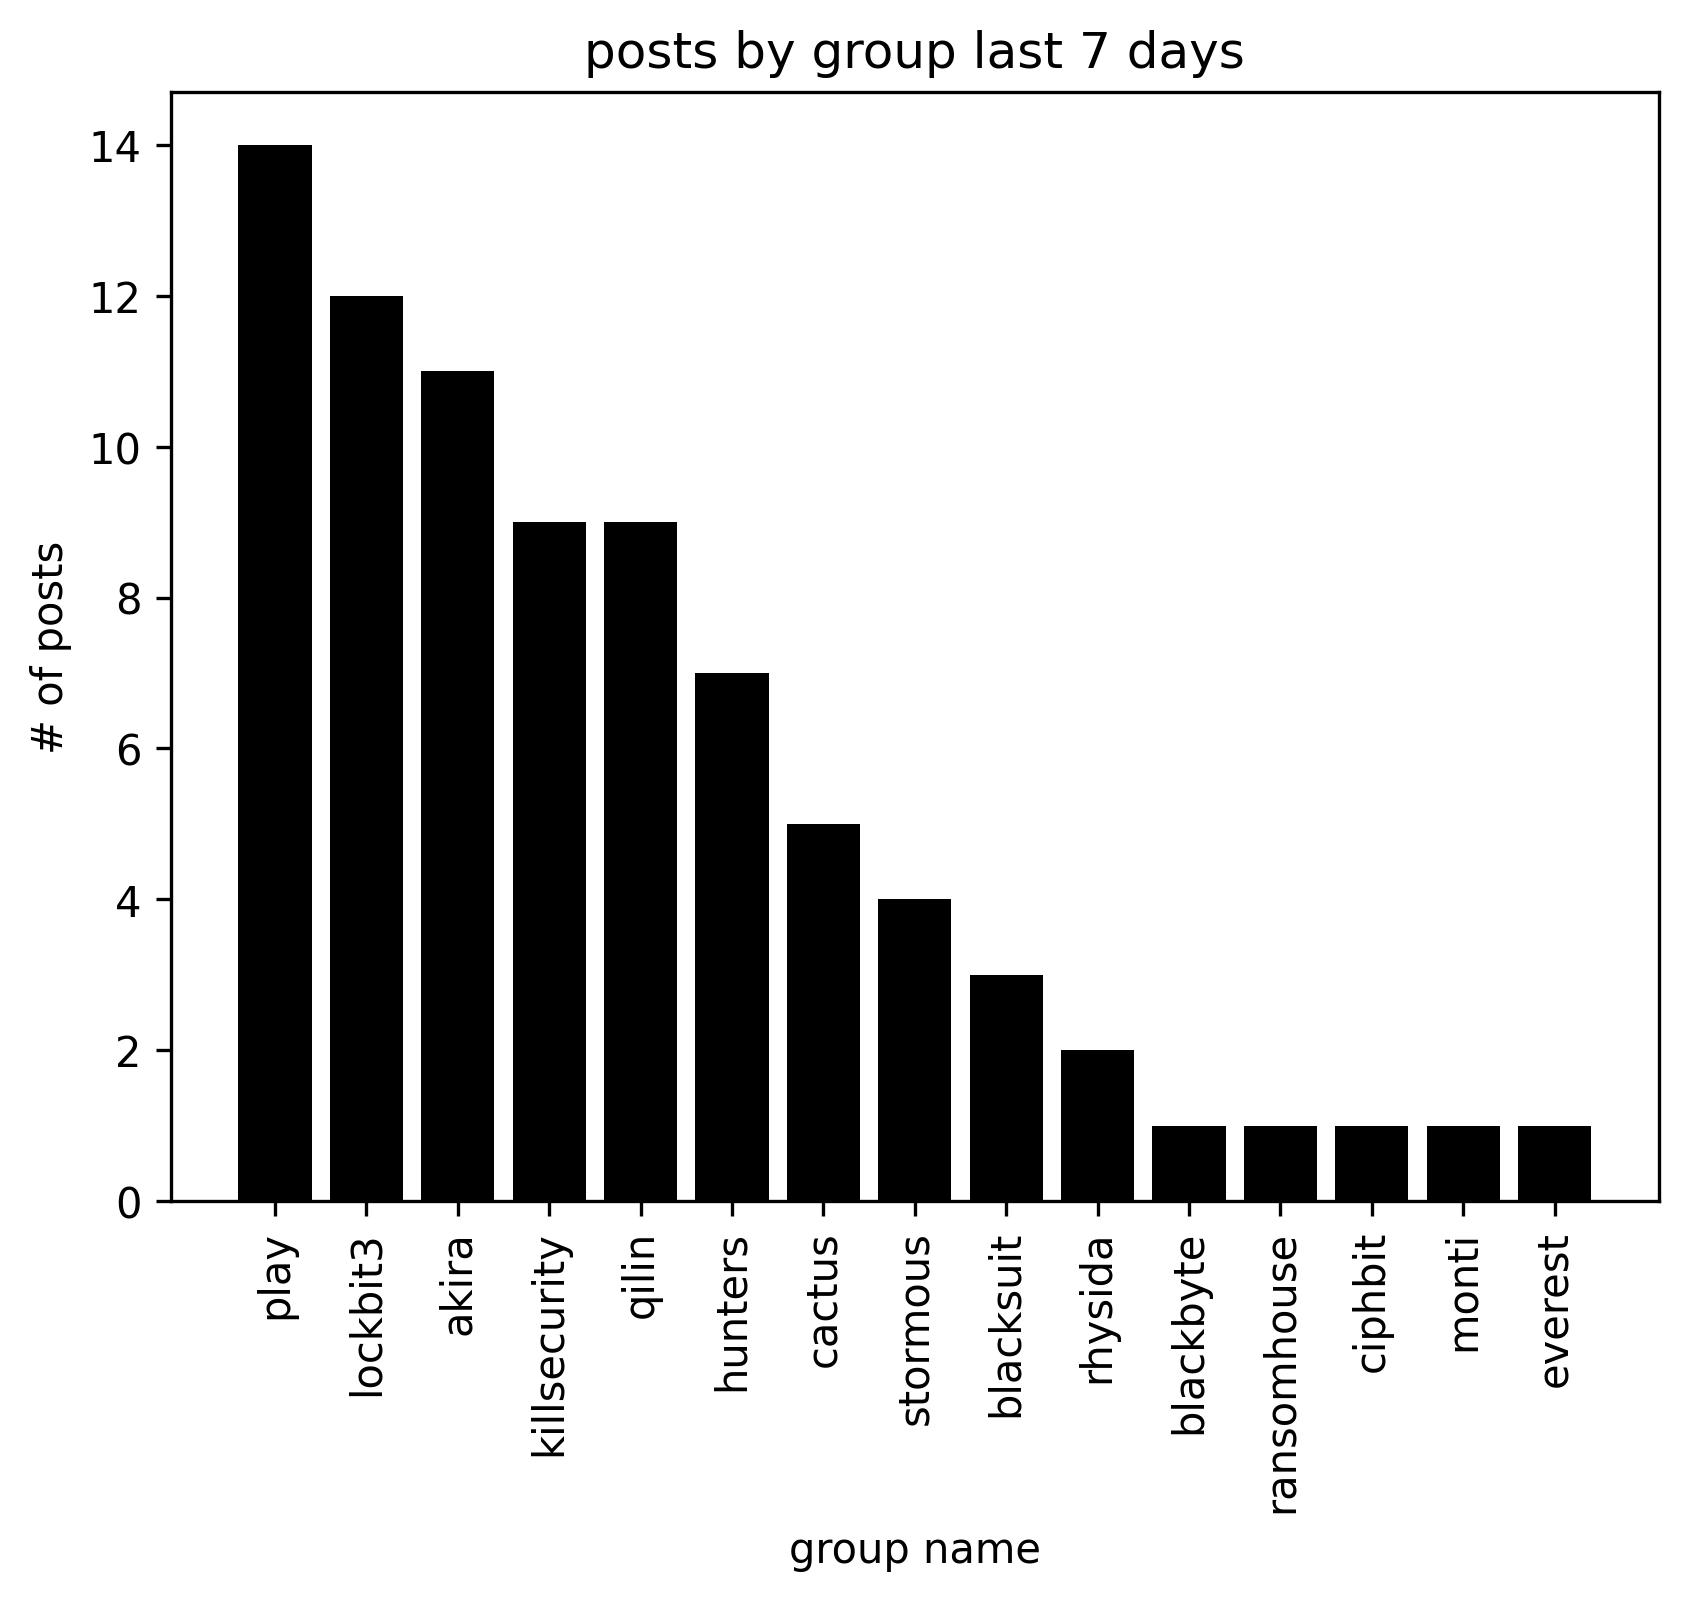 posts by group last 7 days
14
12
10
8
6
4
2
0
# of posts
play
lockbit3
akira
killsecurity
qilin
hunters
cactus
stormous
blacksuit
rhysida
blackbyte
ransomhouse
ciphbit
monti
everest
group name